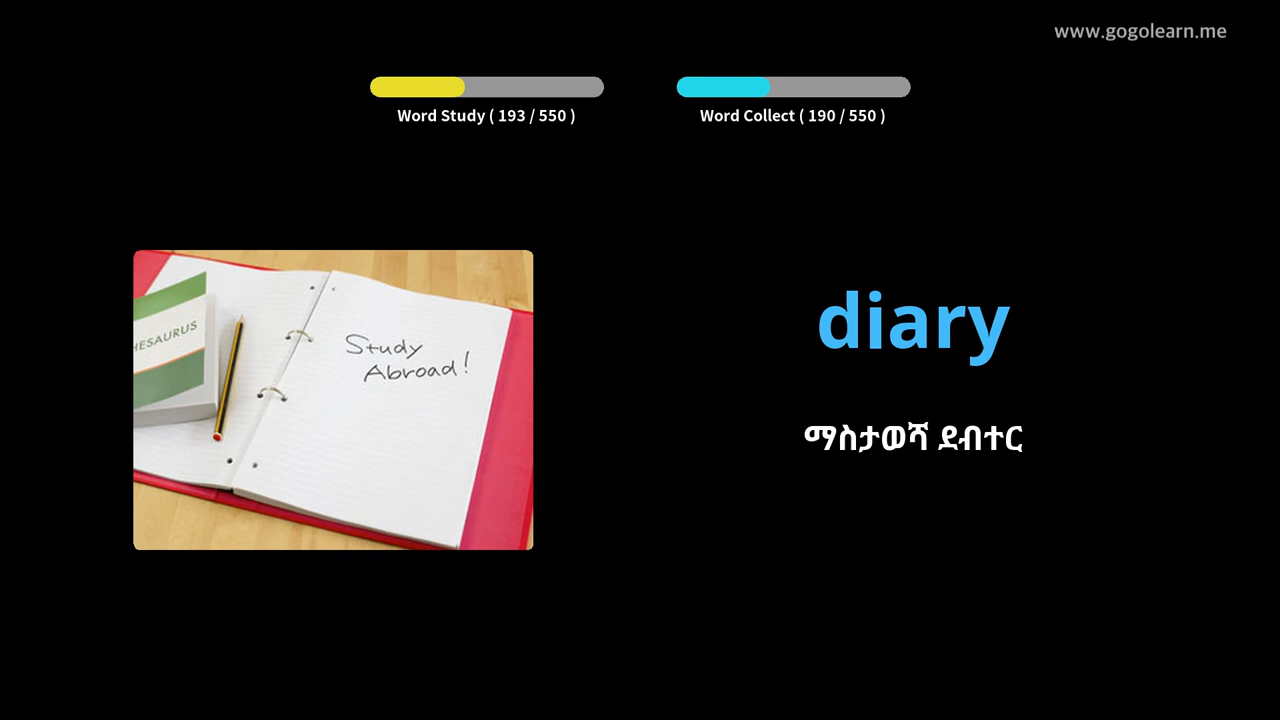 www.gogolearn.me
Word Study ( 193 / 550 )
Word Collect ( 190 / 550 )
HESAURUS
Study
Abroad!
diary
ማስታወሻ ደብተር